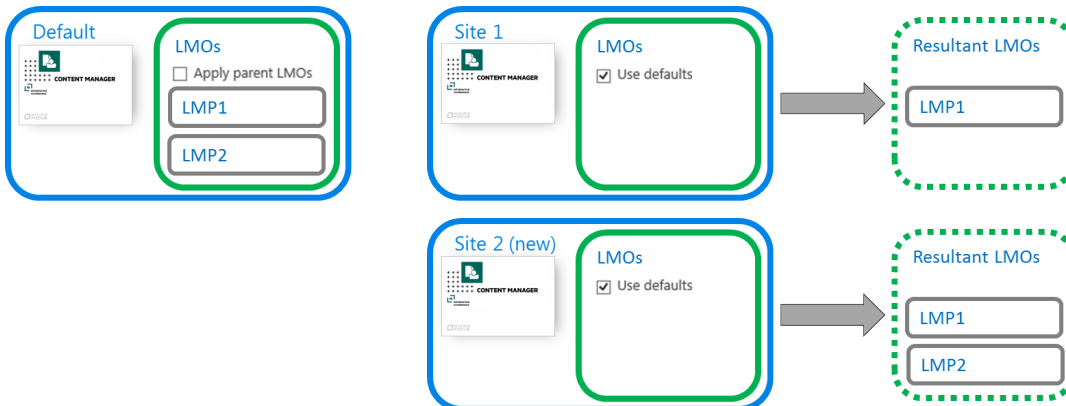 Default
LMOs
Apply parent LMOs
CONTENT MANAGER
LMP1
LMP2
Site 1
LMOs
Use defaults
CONTENT MANAGER
Resultant LMOs
LMP1
Site 2 (new)
LMOs
Use defaults
CONTENT MANAGER
Resultant LMOs
LMP1
LMP2